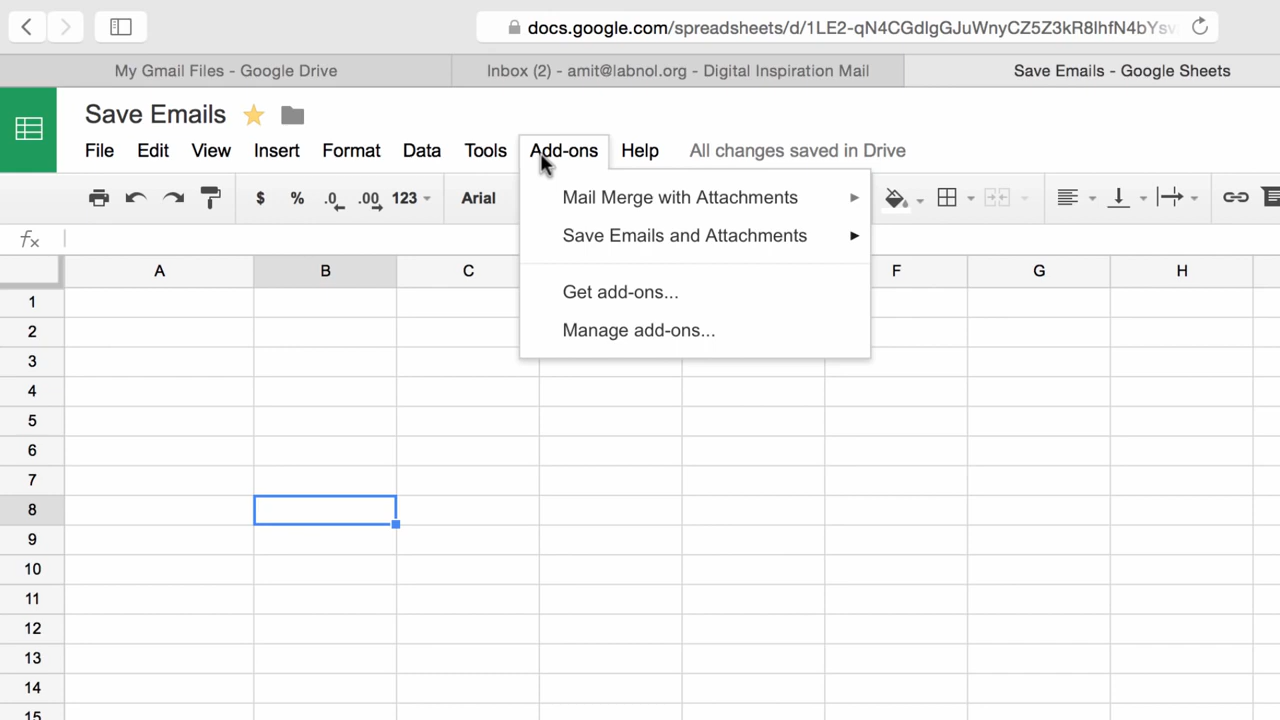 docs.google.com/spreadsheets/d/
My Gmail Files - Google Drive
Inbox (2) - amit@labnol.org - Digital Inspiration Mail
Save Emails - Google Sheets
Save Emails
File Edit View Insert Format Data Tools Add-ons Help All changes saved in Drive
$ % .0 .00 123 Arial
Mail Merge with Attachments
Save Emails and Attachments
Get add-ons...
Manage add-ons...
fx
A B C F G H
1
2
3
4
5
6
7
8
9
10
11
12
13
14
15